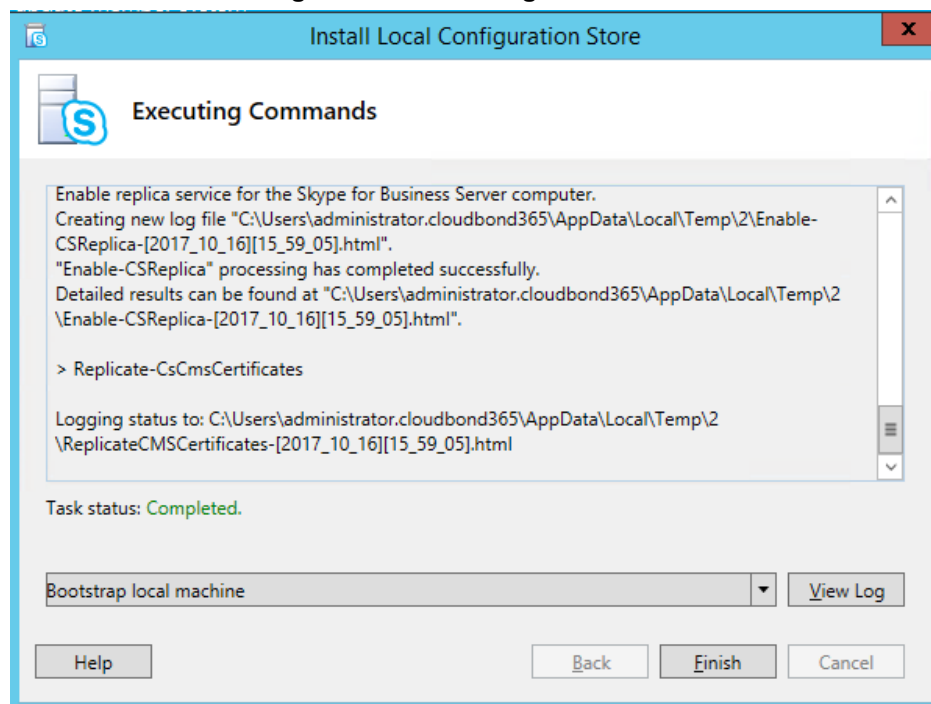 Install Local Configuration Store
x
S
S
Executing Commands
Enable replica service for the Skype for Business Server computer.
Creating new log file "C:\Users\administrator.cloudbond365\AppData\Local\Temp\2\Enable-
CSReplica-[2017_10_16][15_59_05].html".
"Enable-CSReplica" processing has completed successfully.
Detailed results can be found at "C:\Users\administrator.cloudbond365\AppData\Local\Temp\2
\Enable-CSReplica-[2017_10_16][15_59_05].html".
> Replicate-CsCmsCertificates
Logging status to: C:\Users\administrator.cloudbond365\AppData\Local\Temp\2
\ReplicateCMSCertificates-[2017_10_16][15_59_05].html
Task status: Completed.
Bootstrap local machine
View Log
Help
Back
Finish
Cancel